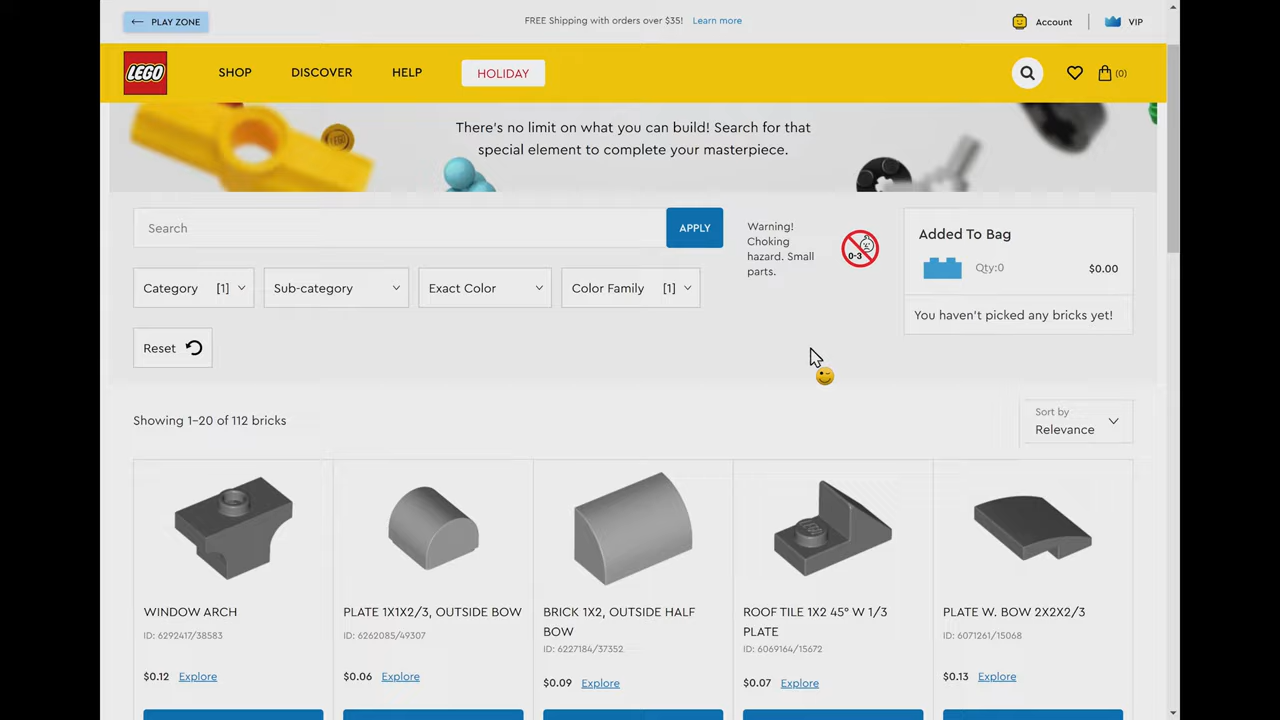 PLAY ZONE
FREE Shipping with orders over $35! Learn more
Account
VIP
LEGO
SHOP
DISCOVER
HELP
HOLIDAY
(0)
There's no limit on what you can build! Search for that
special element to complete your masterpiece.
Search
APPLY
Warning!
Choking
hazard. Small
parts.
0-3
Added To Bag
Qty:0
$0.00
You haven't picked any bricks yet!
Category [1]
Sub-category
Exact Color
Color Family [1]
Reset
Showing 1-20 of 112 bricks
Sort by
Relevance
WINDOW ARCH
ID: 6292417/38583
$0.12 Explore
PLATE 1X1X2/3, OUTSIDE BOW
ID: 6262085/49307
$0.06 Explore
BRICK 1X2, OUTSIDE HALF
BOW
ID: 6227184/37352
$0.09 Explore
ROOF TILE 1X2 45° W 1/3
PLATE
ID: 6069164/15672
$0.07 Explore
PLATE W. BOW 2X2X2/3
ID: 6071261/15068
$0.13 Explore